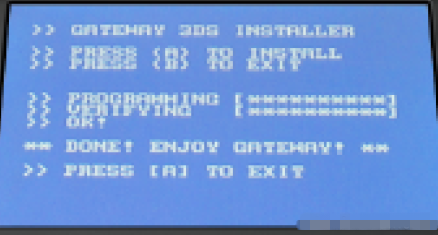 >> GATEWAY 3DS INSTALLER
>> PRESS (A) TO INSTALL
>> PRESS (B) TO EXIT
>> PROGRAMMING [**********]
>> VERIFYING [**********]
>> OK!
** DONE! ENJOY GATEWAY! **
>> PRESS [A] TO EXIT